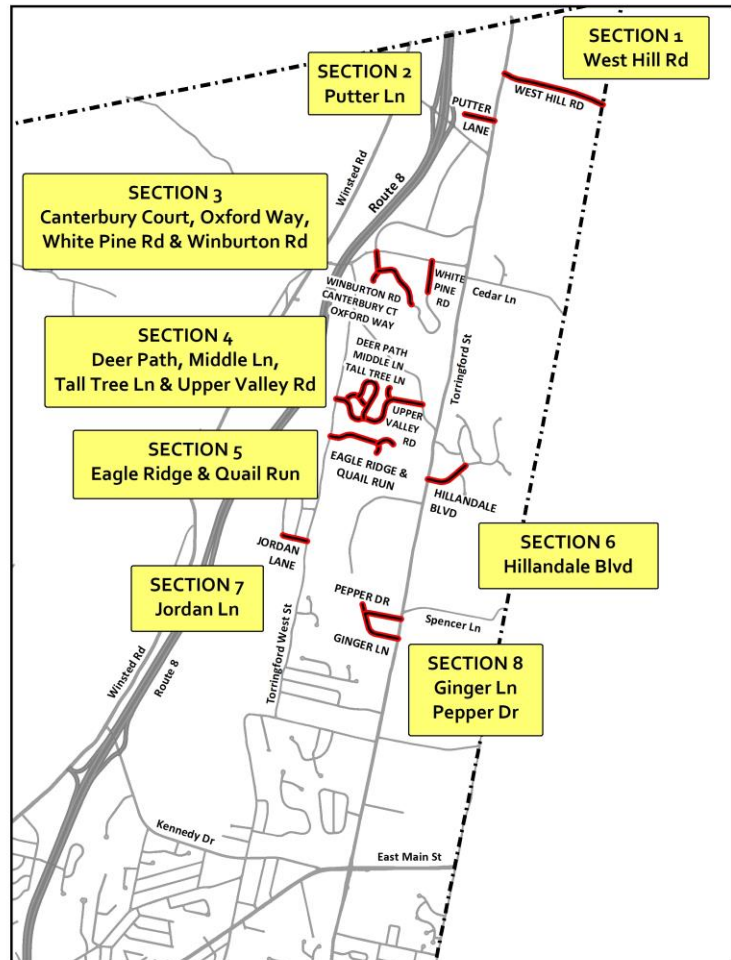 SECTION 1
West Hill Rd
SECTION 2
Putter Ln
WEST HILL RD
PUTTER
LANE
Winsted Rd
Route 8
SECTION 3
Canterbury Court, Oxford Way,
White Pine Rd & Winburton Rd
WINBURTON RD
CANTERBURY CT
OXFORD WAY
WHITE
PINE
RD
Cedar Ln
Torringford St
SECTION 4
Deer Path, Middle Ln,
Tall Tree Ln & Upper Valley Rd
DEER PATH
MIDDLE LN
TALL TREE LN
UPPER
VALLEY
RD
SECTION 5
Eagle Ridge & Quail Run
EAGLE RIDGE &
QUAIL RUN
HILLANDALE
BLVD
SECTION 6
Hillandale Blvd
JORDAN
LANE
SECTION 7
Jordan Ln
PEPPER DR
GINGER LN
Spencer Ln
SECTION 8
Ginger Ln
Pepper Dr
Torringford West St
Winsted Rd
Route 8
Kennedy Dr
East Main St